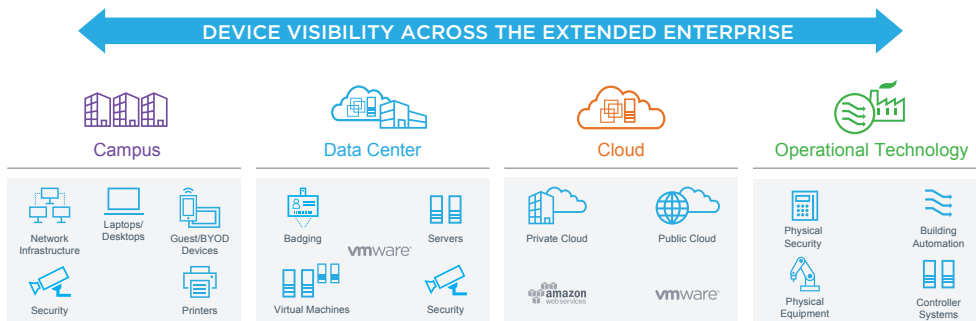 DEVICE VISIBILITY ACROSS THE EXTENDED ENTERPRISE
Campus
Network
Infrastructure
Laptops/
Desktops
Guest/BYOD
Devices
Security
Printers
Data Center
Badging
vmware®
Servers
Virtual Machines
Security
Cloud
Private Cloud
Public Cloud
amazon
web services
vmware®
Operational Technology
Physical
Security
Building
Automation
Physical
Equipment
Controller
Systems